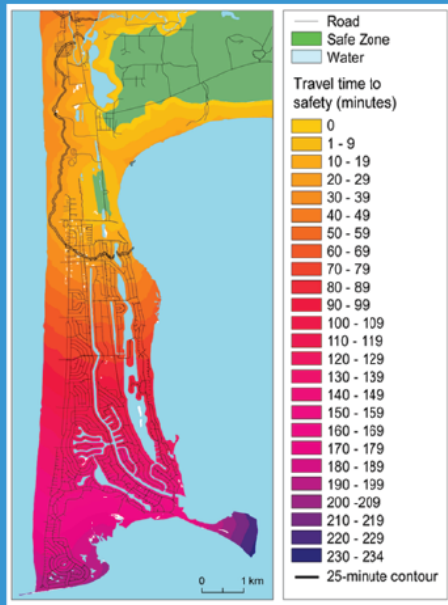 Road
Safe Zone
Water
Travel time to
safety (minutes)
0
1 - 9
10 - 19
20 - 29
30 - 39
40 - 49
50 - 59
60 - 69
70 - 79
80 - 89
90 - 99
100 - 109
110 - 119
120 - 129
130 - 139
140 - 149
150 - 159
160 - 169
170 - 179
180 - 189
190 - 199
200 -209
210 - 219
220 - 229
230 - 234
25-minute contour
0 1 km